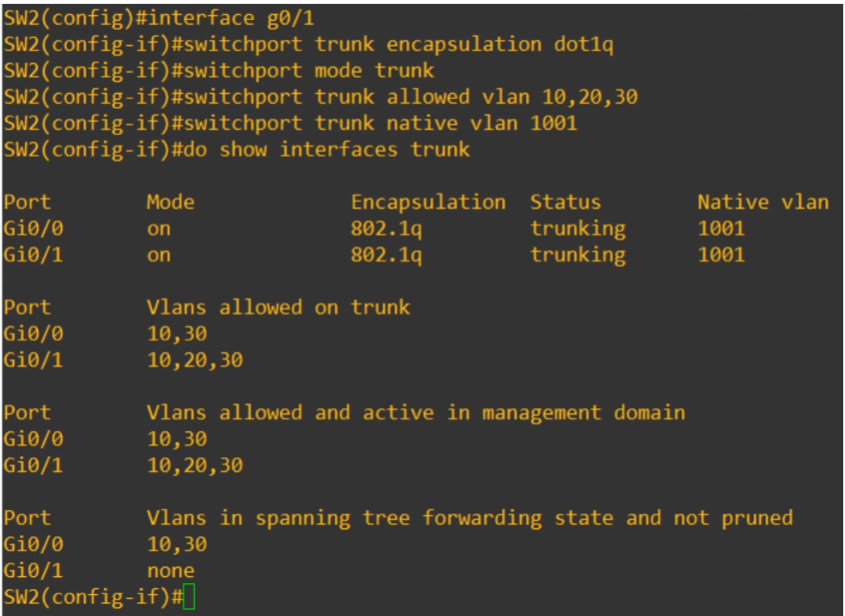 SW2(config)#interface g0/1
SW2(config-if)#switchport trunk encapsulation dot1q
SW2(config-if)#switchport mode trunk
SW2(config-if)#switchport trunk allowed vlan 10,20,30
SW2(config-if)#switchport trunk native vlan 1001
SW2(config-if)#do show interfaces trunk
Port Mode Encapsulation Status Native vlan
Gi0/0 on 802.1q trunking 1001
Gi0/1 on 802.1q trunking 1001
Port Vlans allowed on trunk
Gi0/0 10,30
Gi0/1 10,20,30
Port Vlans allowed and active in management domain
Gi0/0 10,30
Gi0/1 10,20,30
Port Vlans in spanning tree forwarding state and not pruned
Gi0/0 10,30
Gi0/1 none
SW2(config-if)#